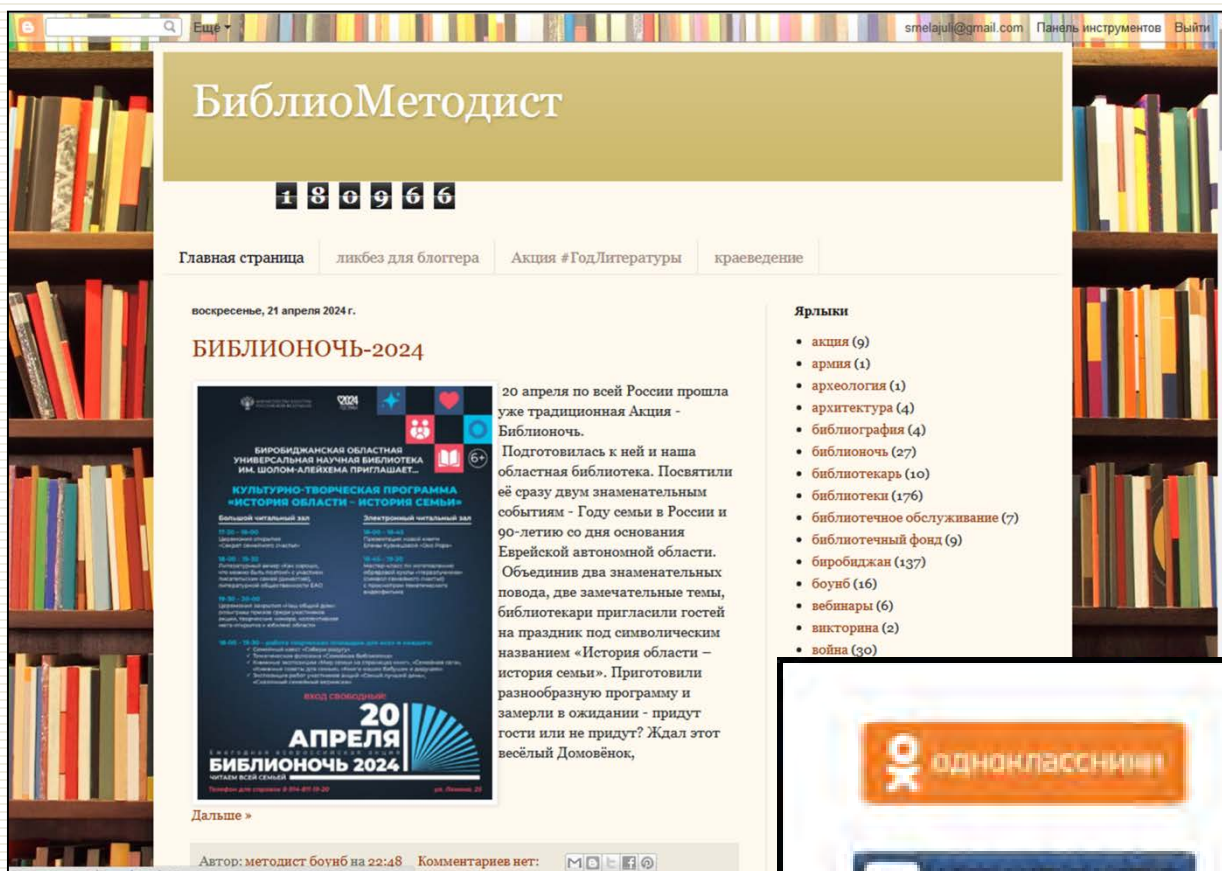 Ещё
smelajuli@gmail.com Панель инструментов Выйти
БиблиоМетодист
180966
Главная страница ликбез для блоггера Акция #ГодЛитературы краеведение
воскресенье, 21 апреля 2024 г.
БИБЛИОНОЧЬ-2024
2024
БИРОБИДЖАНСКАЯ ОБЛАСТНАЯ
УНИВЕРСАЛЬНАЯ НАУЧНАЯ БИБЛИОТЕКА
ИМ. ШОЛОМ-АЛЕЙХЕМА ПРИГЛАШАЕТ...
6+
КУЛЬТУРНО-ТВОРЧЕСКАЯ ПРОГРАММА
«ИСТОРИЯ ОБЛАСТИ – ИСТОРИЯ СЕМЬИ»
Большой читальный зал
Электронный читальный зал
ВХОД СВОБОДНЫЙ!
20
АПРЕЛЯ
Ежегодная всероссийская акция
БИБЛИОНОЧЬ 2024
ЧИТАЕМ ВСЕЙ СЕМЬЕЙ
20 апреля по всей России прошла
уже традиционная Акция -
Библионочь.
Подготовилась к ней и наша
областная библиотека. Посвятили
её сразу двум знаменательным
событиям - Году семьи в России и
90-летию со дня основания
Еврейской автономной области.
Объединив два знаменательных
повода, две замечательные темы,
библиотекари пригласили гостей
на праздник под символическим
названием «История области –
история семьи». Приготовили
разнообразную программу и
замерли в ожидании - придут
гости или не придут? Ждал этот
весёлый Домовёнок,
Дальше »
Автор: методист боунб на 22:48 Комментариев нет:
Ярлыки
акция (9)
армия (1)
археология (1)
архитектура (4)
библиография (4)
библионочь (27)
библиотекарь (10)
библиотеки (176)
библиотечное обслуживание (7)
библиотечный фонд (9)
биробиджан (137)
боунб (16)
вебинары (6)
викторина (2)
война (30)
одноклассники